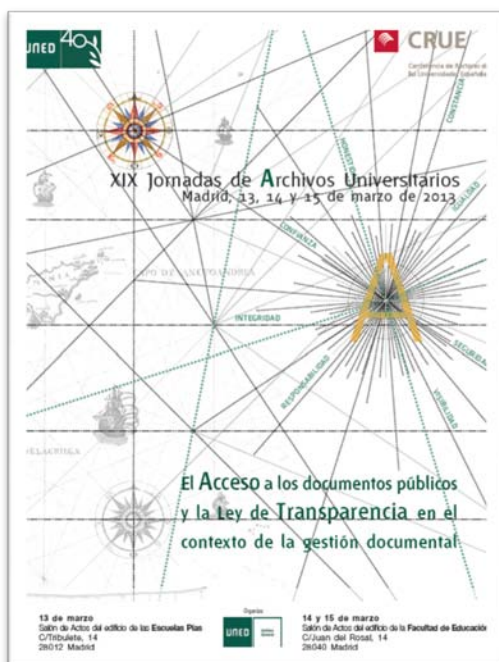 UNED 40
CRUE
Conferencia de Rectores de
las Universidades Españolas
CONSTANCIA
HONESTIDAD
XIX Jornadas de Archivos Universitarios
Madrid, 13, 14 y 15 de marzo de 2013
IGUALDAD
CONFIANZA
INTEGRIDAD
SEGURIDAD
RESPONSABILIDAD
VISIBILIDAD
El Acceso a los documentos públicos
y la Ley de Transparencia en el
contexto de la gestión documental
Organiza
13 de marzo
Salón de Actos del edificio de las Escuelas Pías
C/Tribulete, 14
28012 Madrid
UNED
14 y 15 de marzo
Salón de Actos del edificio de la Facultad de Educación
C/Juan del Rosal, 14
28040 Madrid